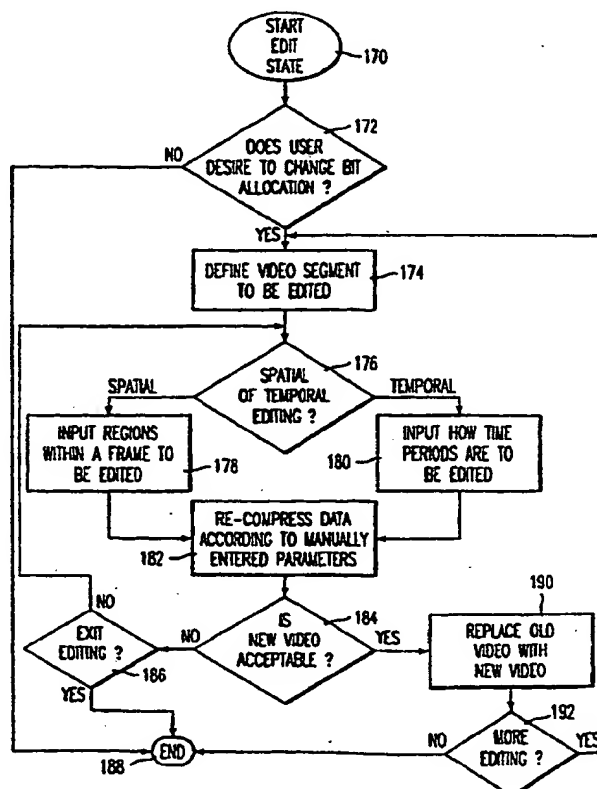 START
EDIT
STATE
170
172
DOES USER
DESIRE TO CHANGE BIT
ALLOCATION ?
NO
YES
DEFINE VIDEO SEGMENT
TO BE EDITED
174
176
SPATIAL
OF TEMPORAL
EDITING ?
SPATIAL
TEMPORAL
INPUT REGIONS
WITHIN A FRAME TO
BE EDITED
178
INPUT HOW TIME
PERIODS ARE TO
BE EDITED
180
RE-COMPRESS DATA
ACCORDING TO MANUALLY
ENTERED PARAMETERS
182
184
IS
NEW VIDEO
ACCEPTABLE ?
NO
YES
190
REPLACE OLD
VIDEO WITH
NEW VIDEO
NO
EXIT
EDITING ?
186
YES
192
MORE
EDITING ?
NO
YES
END
188